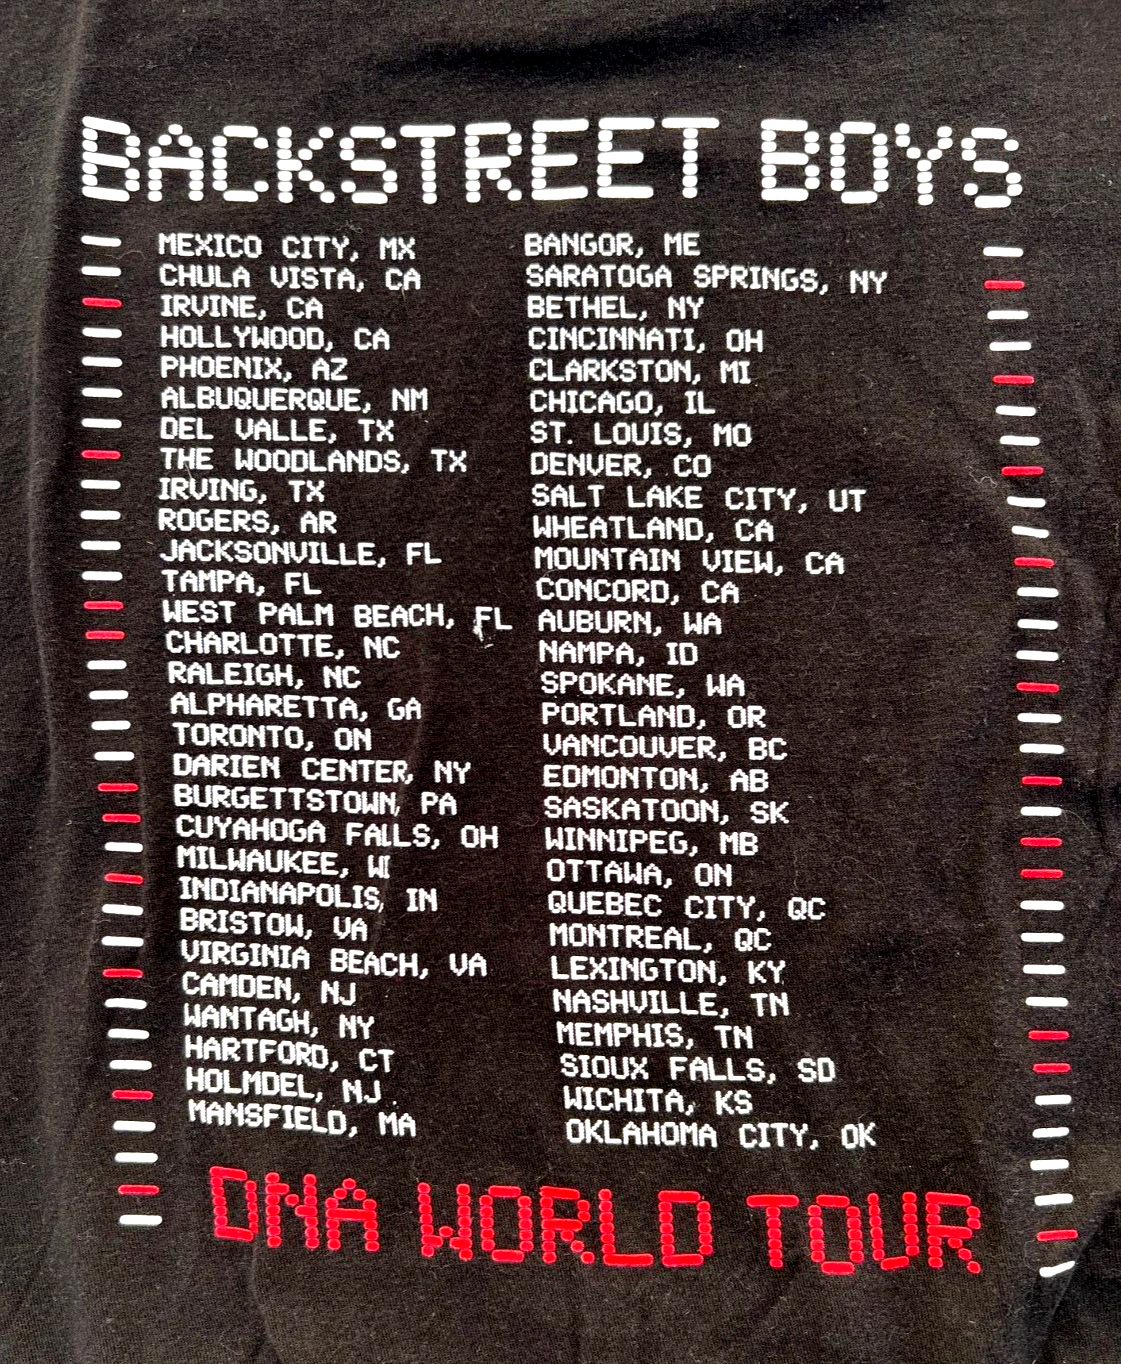 BACKSTREET BOYS
MEXICO CITY, MX
CHULA VISTA, CA
IRVINE, CA
HOLLYWOOD, CA
PHOENIX, AZ
ALBUQUERQUE, NM
DEL VALLE, TX
THE WOODLANDS, TX
IRVING, TX
ROGERS, AR
JACKSONVILLE, FL
TAMPA, FL
WEST PALM BEACH, FL
CHARLOTTE, NC
RALEIGH, NC
ALPHARETTA, GA
TORONTO, ON
DARIEN CENTER, NY
BURGETTSTOWN, PA
CUYAHOGA FALLS, OH
MILWAUKEE, WI
INDIANAPOLIS, IN
BRISTOW, VA
VIRGINIA BEACH, VA
CAMDEN, NJ
WANTAGH, NY
HARTFORD, CT
HOLMDEL, NJ
MANSFIELD, MA
BANGOR, ME
SARATOGA SPRINGS, NY
BETHEL, NY
CINCINNATI, OH
CLARKSTON, MI
CHICAGO, IL
ST. LOUIS, MO
DENVER, CO
SALT LAKE CITY, UT
WHEATLAND, CA
MOUNTAIN VIEW, CA
CONCORD, CA
AUBURN, WA
NAMPA, ID
SPOKANE, WA
PORTLAND, OR
VANCOUVER, BC
EDMONTON, AB
SASKATOON, SK
WINNIPEG, MB
OTTAWA, ON
QUEBEC CITY, QC
MONTREAL, QC
LEXINGTON, KY
NASHVILLE, TN
MEMPHIS, TN
SIOUX FALLS, SD
WICHITA, KS
OKLAHOMA CITY, OK
DNA WORLD TOUR